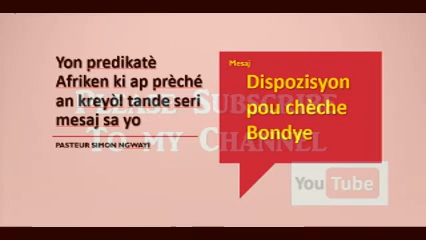 Yon predikatè
Afriken ki ap prèché
an kreyòl tande seri
mesaj sa yo
PASTEUR SIMON NGWAYI
Mesaj
Dispozisyon
pou chèche
Bondye
Please Subscribe
To my Channel
YouTube